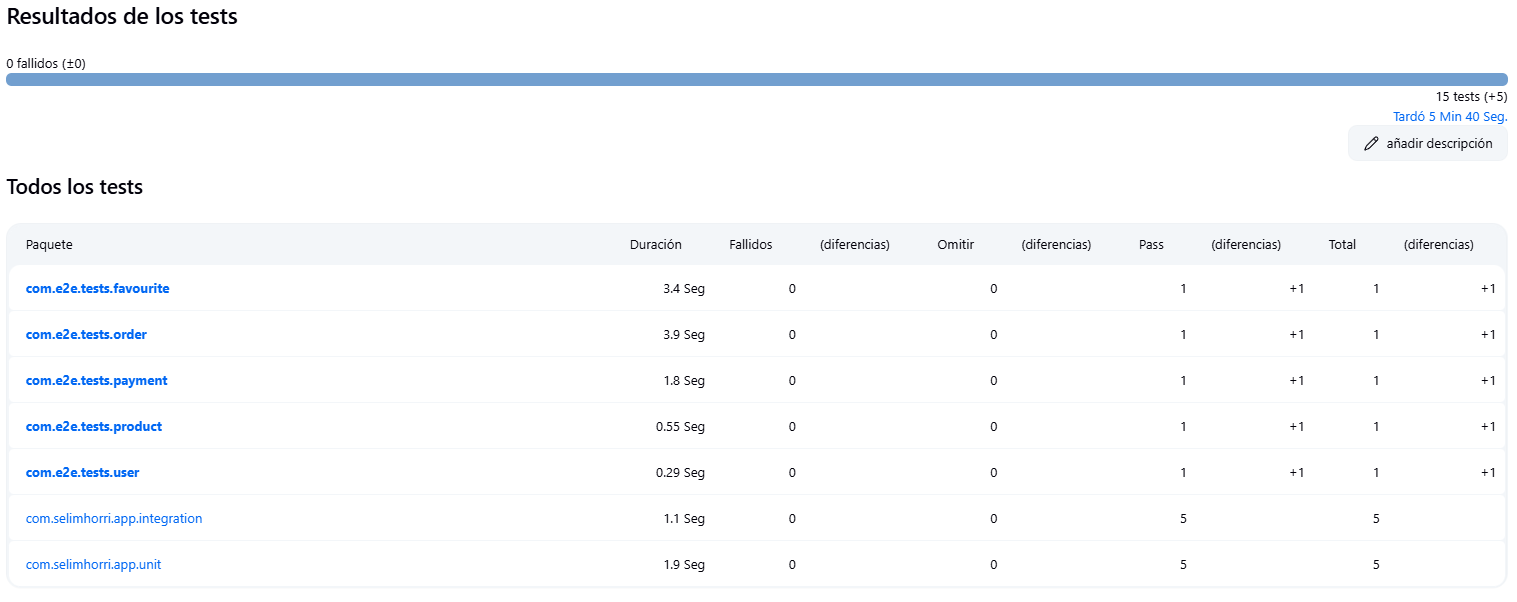 Resultados de los tests
0 fallidos (±0)
15 tests (+5)
Tardó 5 Min 40 Seg.
añadir descripción
Todos los tests
Paquete Duración Fallidos (diferencias) Omitir (diferencias) Pass (diferencias) Total (diferencias)
com.e2e.tests.favourite 3.4 Seg 0 0 1 +1 1 +1
com.e2e.tests.order 3.9 Seg 0 0 1 +1 1 +1
com.e2e.tests.payment 1.8 Seg 0 0 1 +1 1 +1
com.e2e.tests.product 0.55 Seg 0 0 1 +1 1 +1
com.e2e.tests.user 0.29 Seg 0 0 1 +1 1 +1
com.selimhorri.app.integration 1.1 Seg 0 0 5 5
com.selimhorri.app.unit 1.9 Seg 0 0 5 5